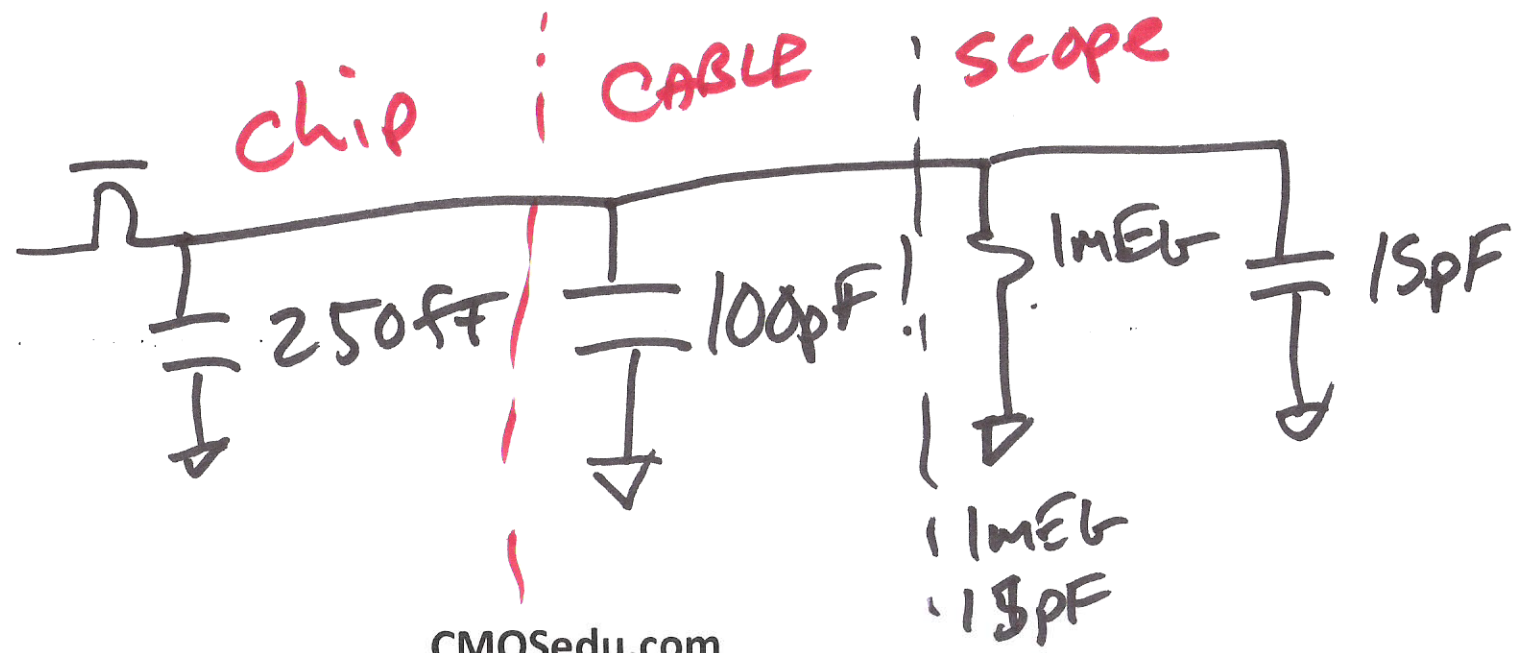 Chip
CABLE
Scope
250fF
100pF
1mEG
15pF
1mEG
15pF
CMOSedu.com